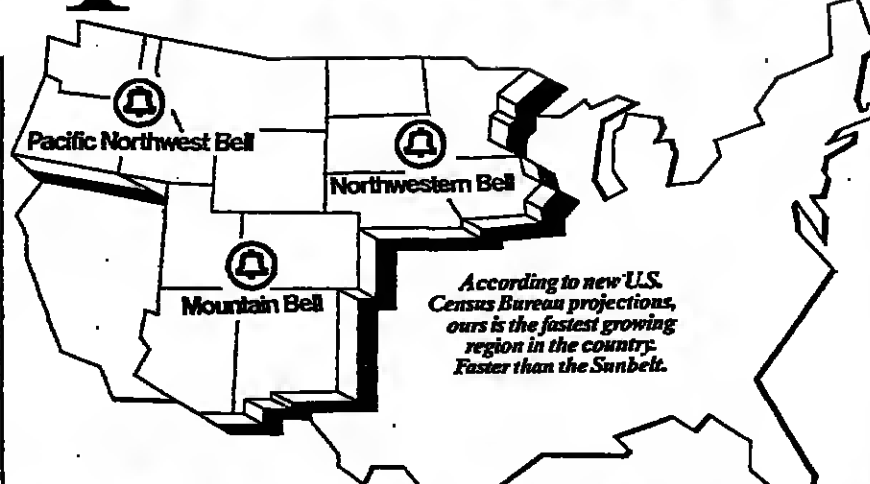 Pacific Northwest Bell
Northwestern Bell
Mountain Bell
According to new U.S.
Census Bureau projections,
ours is the fastest growing
region in the country.
Faster than the Sunbelt.